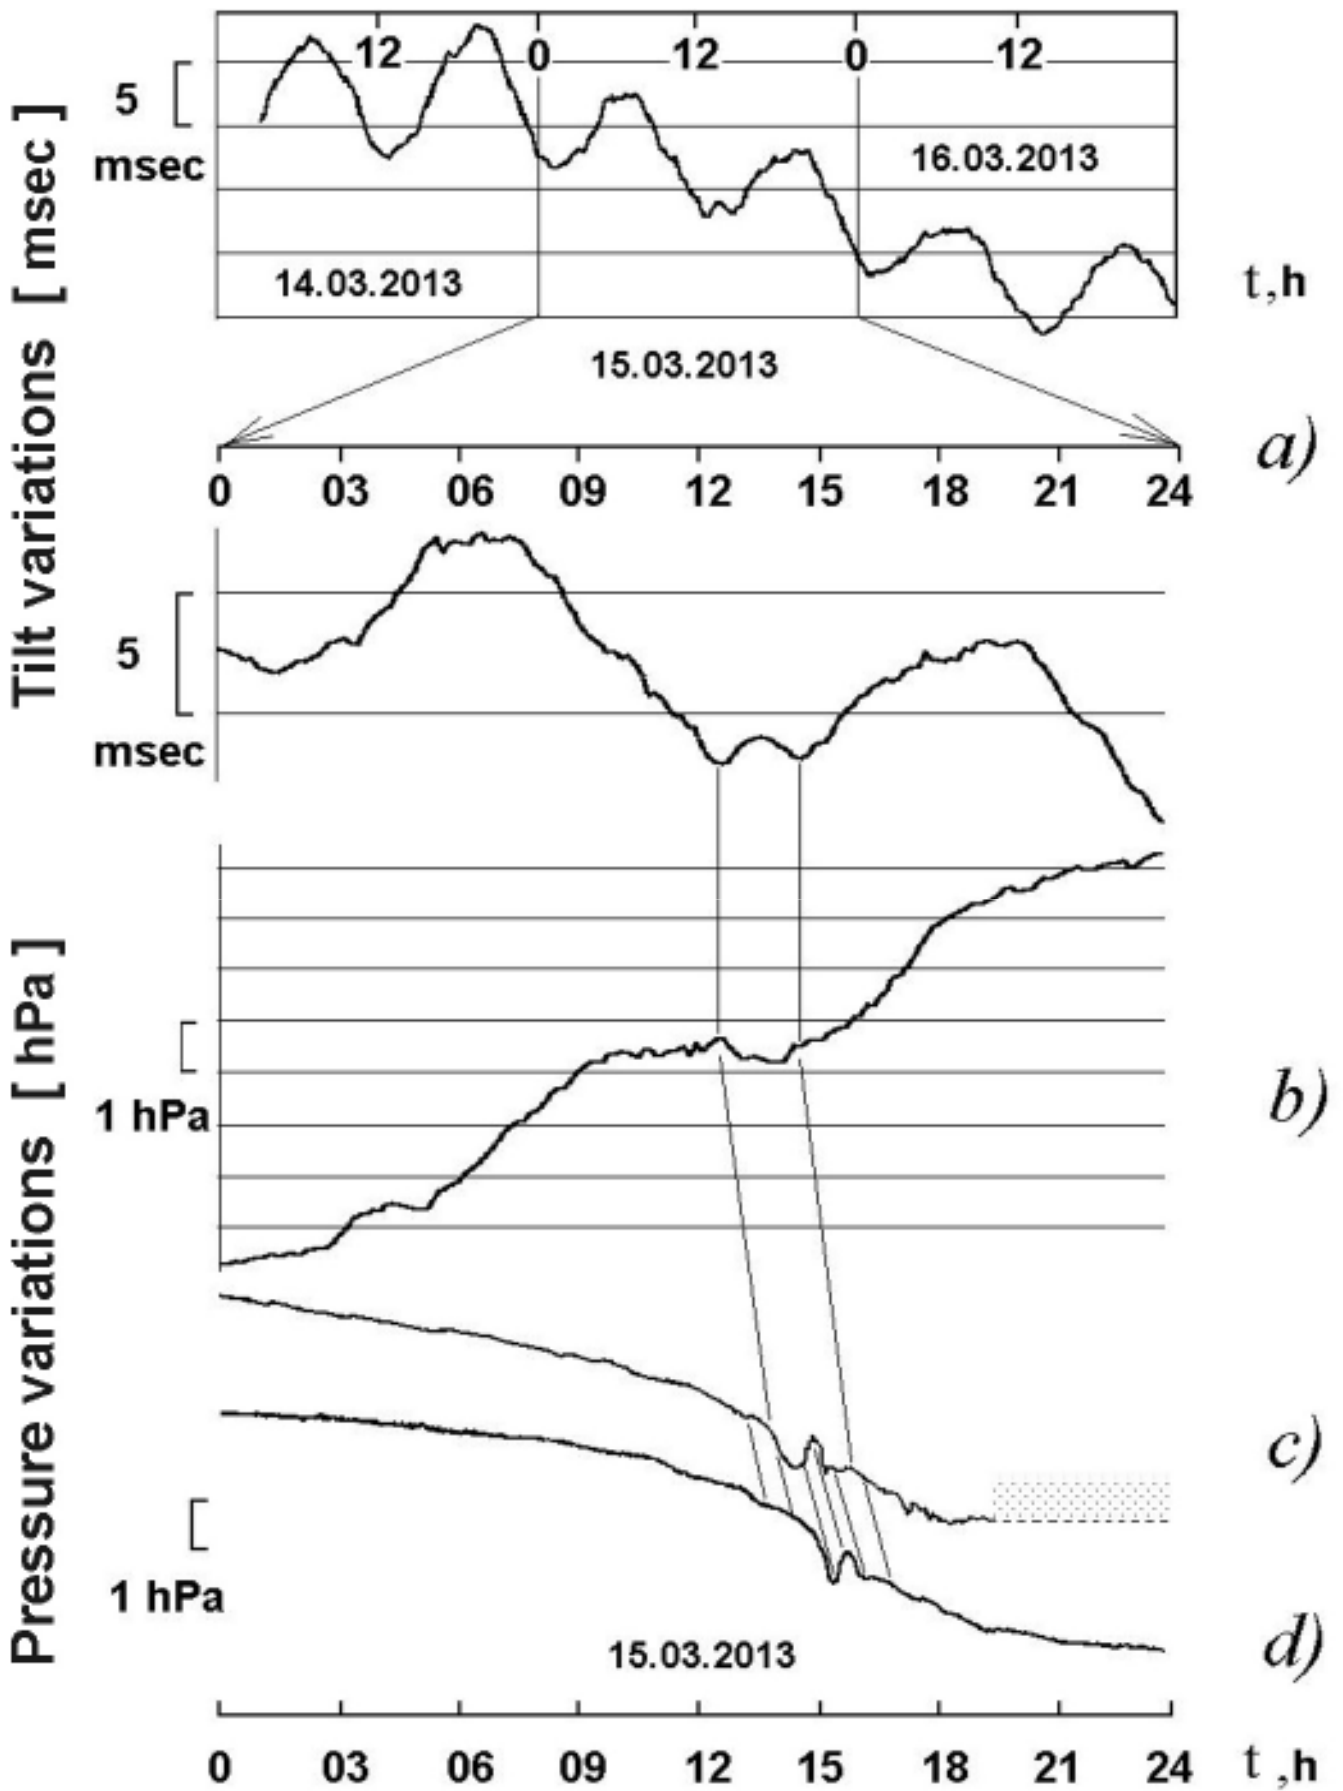 Tilt variations [ msec ]
12 0 12 0 12
5
msec
16.03.2013
14.03.2013
t,h
15.03.2013
a)
0 03 06 09 12 15 18 21 24
5
msec
Pressure variations [ hPa ]
1 hPa
b)
c)
1 hPa
15.03.2013
d)
0 03 06 09 12 15 18 21 24 t ,h